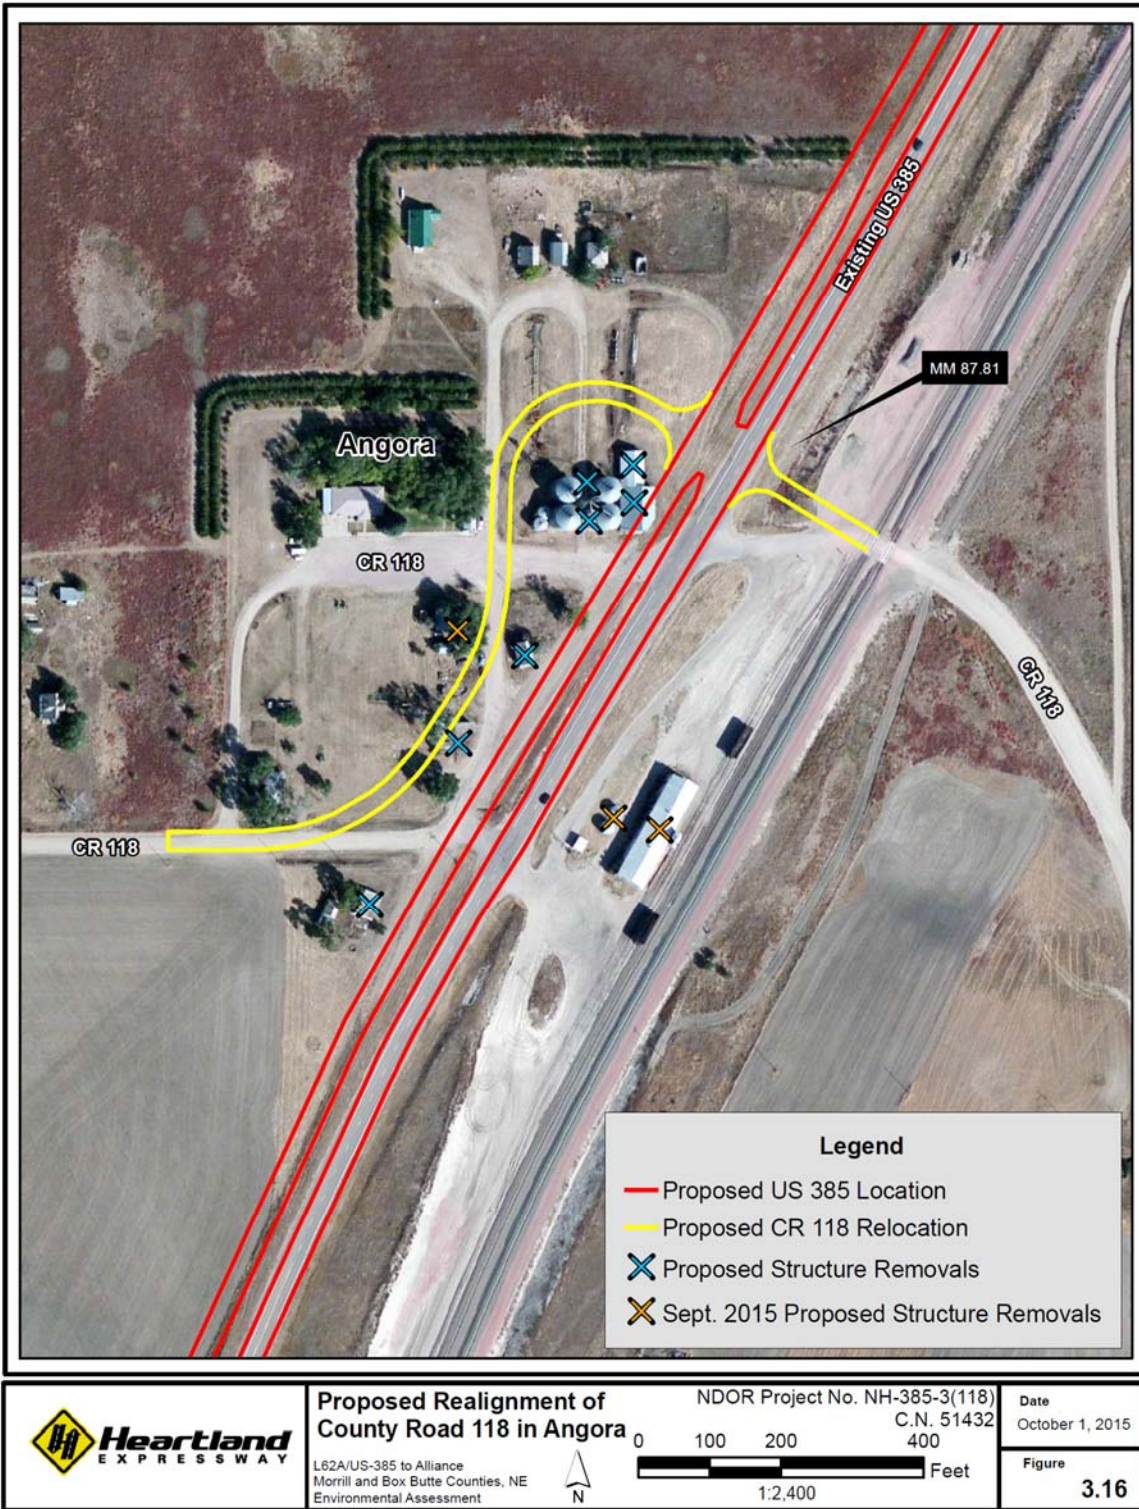 Existing US 385
MM 87.81
Angora
CR 118
CR 118
CR 118
Legend
Proposed US 385 Location
Proposed CR 118 Relocation
Proposed Structure Removals
Sept. 2015 Proposed Structure Removals
Heartland
EXPRESSWAY
Proposed Realignment of
County Road 118 in Angora
L62A/US-385 to Alliance
Morrill and Box Butte Counties, NE
Environmental Assessment
N
NDOR Project No. NH-385-3(118)
C.N. 51432
0 100 200 400
Feet
1:2,400
Date
October 1, 2015
Figure
3.16